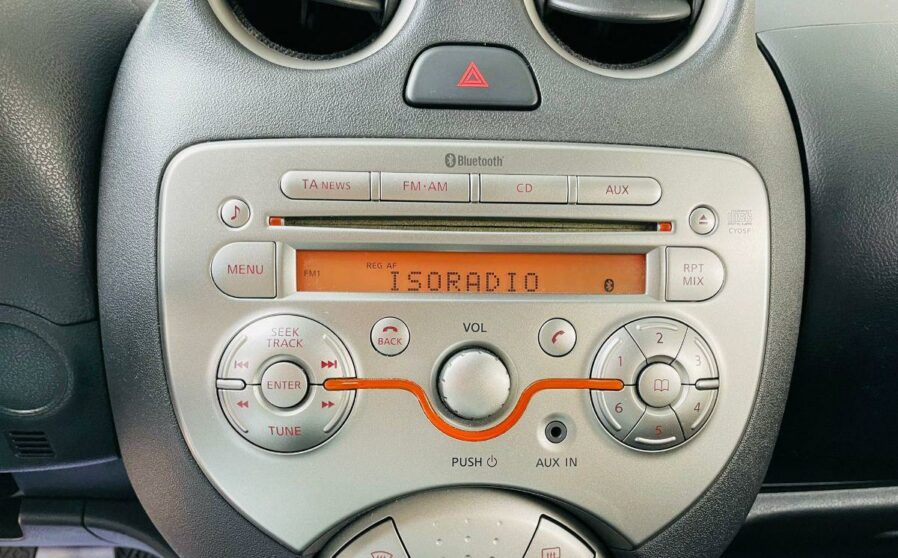 Bluetooth
TA NEWS FM·AM CD AUX
CYOSP
MENU
FM1 REG AF
ISORADIO
RPT
MIX
SEEK
TRACK
ENTER
TUNE
BACK
VOL
PUSH
AUX IN
1 2 3
6 5 4